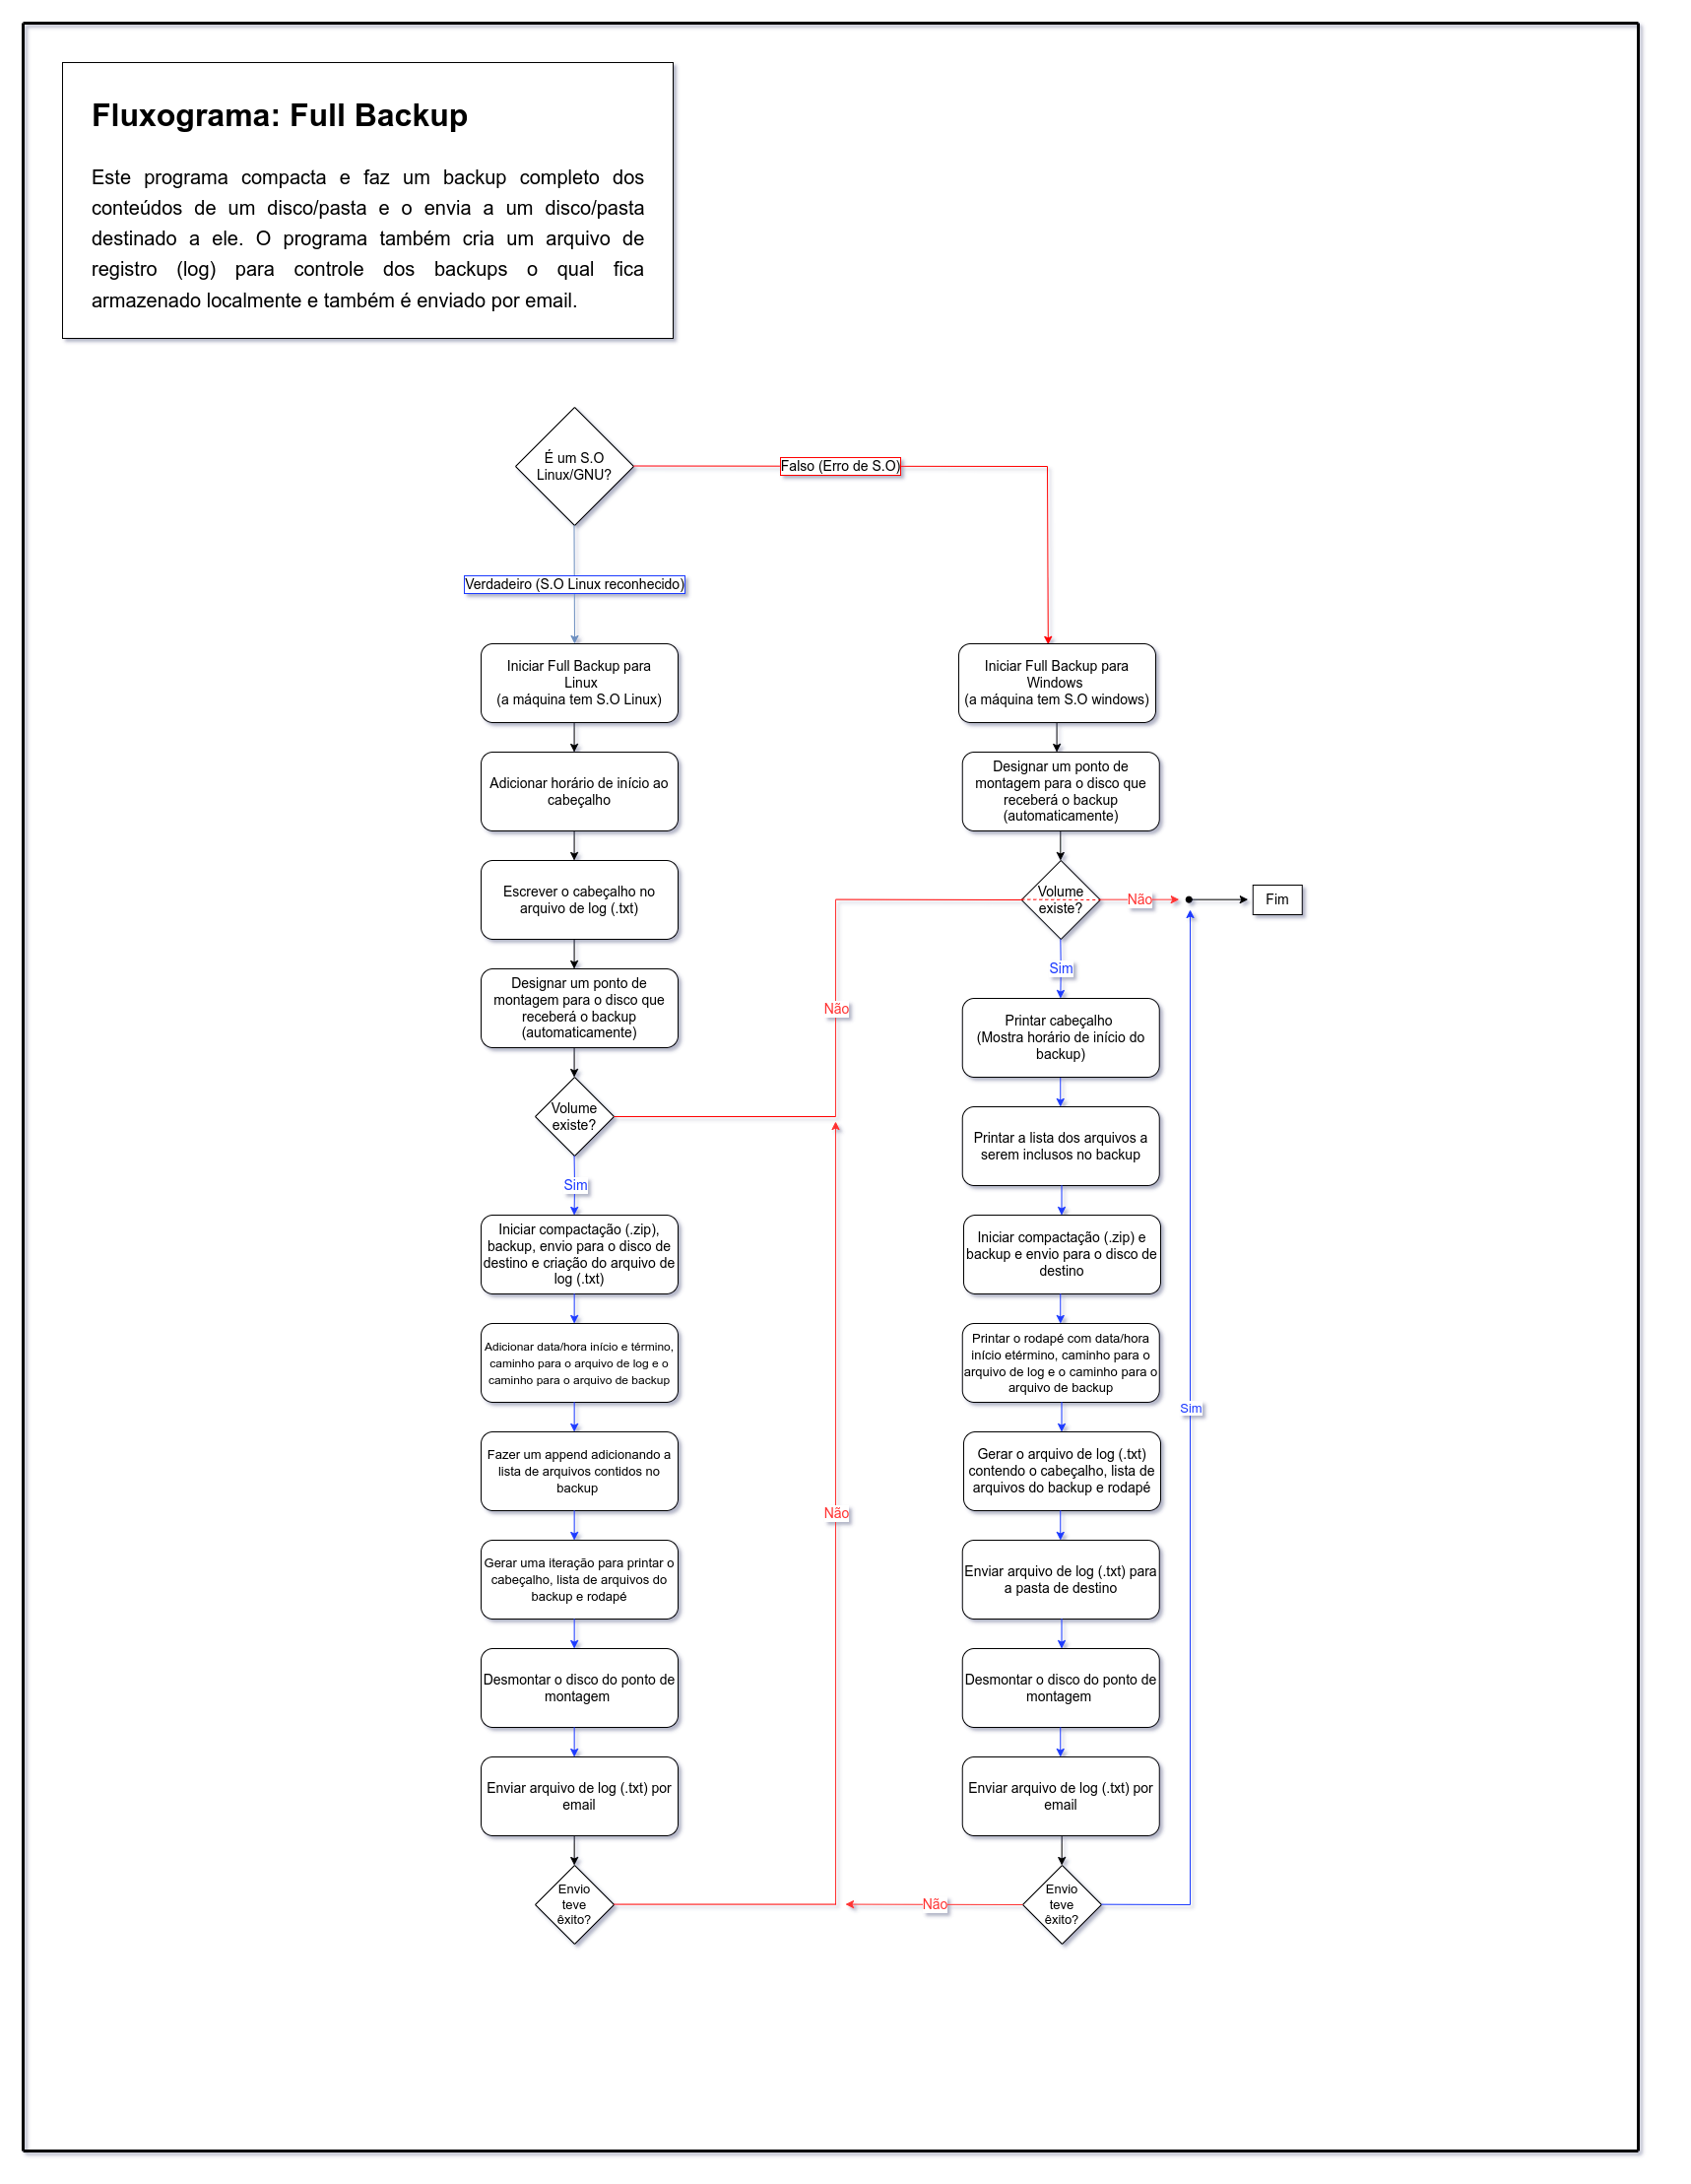 Fluxograma: Full Backup
Este programa compacta e faz um backup completo dos
conteúdos de um disco/pasta e o envia a um disco/pasta
destinado a ele. O programa também cria um arquivo de
registro (log) para controle dos backups o qual fica
armazenado localmente e também é enviado por email.
É um S.O
Linux/GNU?
Falso (Erro de S.O)
Verdadeiro (S.O Linux reconhecido)
Iniciar Full Backup para
Linux
(a máquina tem S.O Linux)
Adicionar horário de início ao
cabeçalho
Escrever o cabeçalho no
arquivo de log (.txt)
Designar um ponto de
montagem para o disco que
receberá o backup
(automaticamente)
Volume
existe?
Não
Sim
Iniciar compactação (.zip),
backup, envio para o disco de
destino e criação do arquivo de
log (.txt)
Adicionar data/hora início e término,
caminho para o arquivo de log e o
caminho para o arquivo de backup
Fazer um append adicionando a
lista de arquivos contidos no
backup
Gerar uma iteração para printar o
cabeçalho, lista de arquivos do
backup e rodapé
Desmontar o disco do ponto de
montagem
Enviar arquivo de log (.txt) por
email
Envio
teve
êxito?
Não
Iniciar Full Backup para
Windows
(a máquina tem S.O windows)
Designar um ponto de
montagem para o disco que
receberá o backup
(automaticamente)
Volume
existe?
Não
Fim
Sim
Printar cabeçalho
(Mostra horário de início do
backup)
Printar a lista dos arquivos a
serem inclusos no backup
Iniciar compactação (.zip) e
backup e envio para o disco de
destino
Printar o rodapé com data/hora
início etérmino, caminho para o
arquivo de log e o caminho para o
arquivo de backup
Gerar o arquivo de log (.txt)
contendo o cabeçalho, lista de
arquivos do backup e rodapé
Enviar arquivo de log (.txt) para
a pasta de destino
Desmontar o disco do ponto de
montagem
Enviar arquivo de log (.txt) por
email
Envio
teve
êxito?
Não
Sim